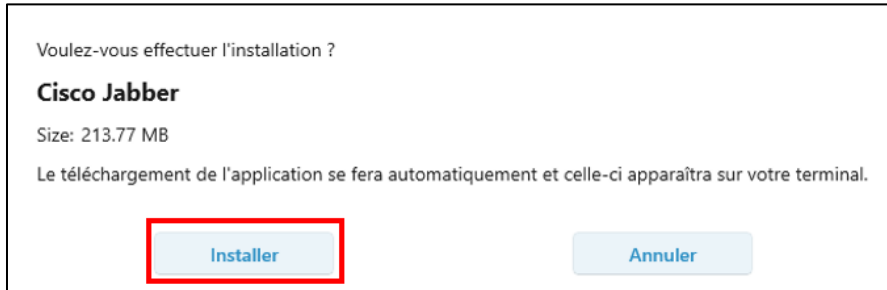 Voulez-vous effectuer l'installation ?
Cisco Jabber
Size: 213.77 MB
Le téléchargement de l'application se fera automatiquement et celle-ci apparaîtra sur votre terminal.
Installer
Annuler